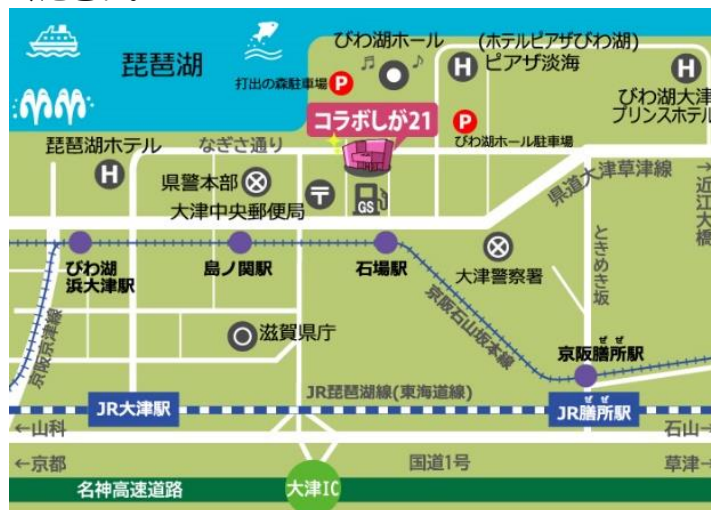 びわ湖ホール
(ホテルピアザびわ湖)
ピアザ淡海
H
H
琵琶湖
打出の森駐車場
P
コラボしが21
P
びわ湖ホール駐車場
びわ湖大津
プリンスホテル
琵琶湖ホテル
H
なぎさ通り
県警本部
大津中央郵便局
〒
GS
県道大津草津線
→近江大橋
びわ湖
浜大津駅
島ノ関駅
石場駅
大津警察署
ときめき坂
京阪京津線
滋賀県庁
京阪石山坂本線
ぜぜ
京阪膳所駅
JR大津駅
JR琵琶湖線(東海道線)
ぜぜ
JR膳所駅
←山科
石山→
←京都
国道1号
草津→
名神高速道路
大津IC